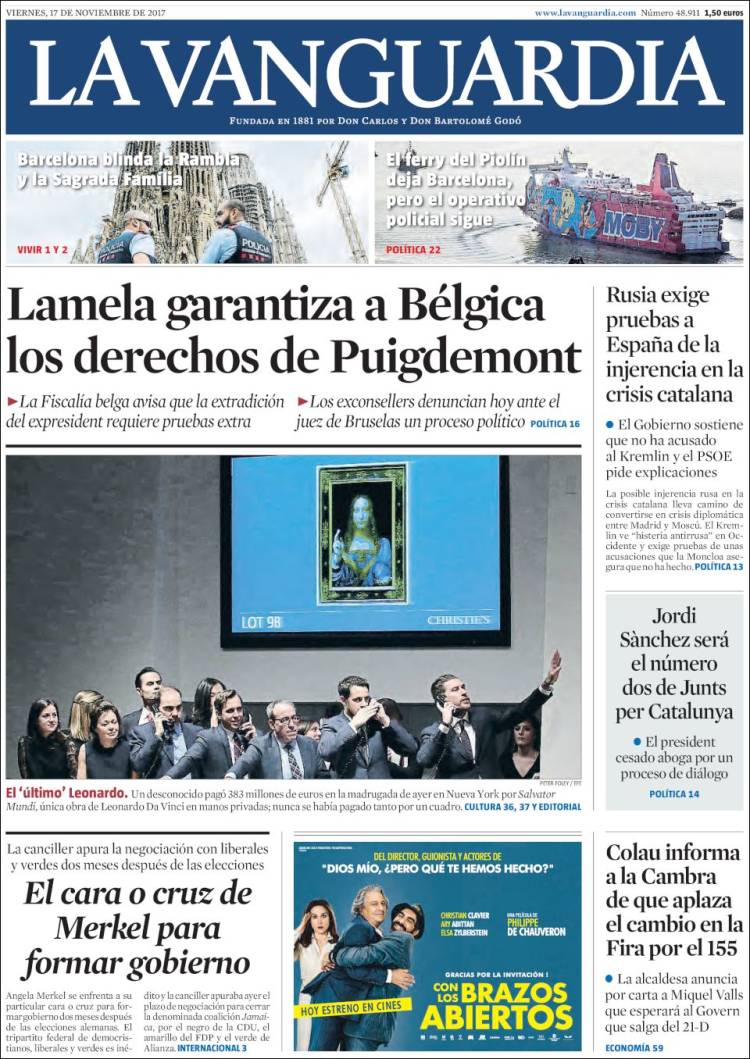 VIERNES, 17 DE NOVIEMBRE DE 2017
www.lavanguardia.com Número 48.911 1,50 euros
LA VANGUARDIA
FUNDADA EN 1881 POR DON CARLOS Y DON BARTOLOMÉ GODÓ
Barcelona blinda la Rambla
y la Sagrada Família
VIVIR 1 Y 2
POLICIA
El ferry del Piolín
deja Barcelona,
pero el operativo
policial sigue
POLÍTICA 22
MOBY
Lamela garantiza a Bélgica
los derechos de Puigdemont
►La Fiscalía belga avisa que la extradición
del expresident requiere pruebas extra
►Los exconsellers denuncian hoy ante el
juez de Bruselas un proceso político POLÍTICA 16
LOT 9B
CHRISTIE'S
PETER FOLEY / EFE
El ‘último’ Leonardo. Un desconocido pagó 383 millones de euros en la madrugada de ayer en Nueva York por Salvator
Mundi, única obra de Leonardo Da Vinci en manos privadas; nunca se había pagado tanto por un cuadro. CULTURA 36, 37 Y EDITORIAL
Rusia exige
pruebas a
España de la
injerencia en la
crisis catalana
● El Gobierno sostiene
que no ha acusado
al Kremlin y el PSOE
pide explicaciones
La posible injerencia rusa en la
crisis catalana lleva camino de
convertirse en crisis diplomática
entre Madrid y Moscú. El Krem-
lin ve “histeria antirrusa” en Oc-
cidente y exige pruebas de unas
acusaciones que la Moncloa ase-
gura que no ha hecho. POLÍTICA 13
Jordi
Sànchez será
el número
dos de Junts
per Catalunya
● El president
cesado aboga por un
proceso de diálogo
POLÍTICA 14
La canciller apura la negociación con liberales
y verdes dos meses después de las elecciones
El cara o cruz de
Merkel para
formar gobierno
Angela Merkel se enfrenta a su
particular cara o cruz para for-
mar gobierno dos meses después
de las elecciones alemanas. El
tripartito federal de democris-
tianos, liberales y verdes es iné-
dito y la canciller apuraba ayer el
plazo de negociación para cerrar
la denominada coalición Jamai-
ca, por el negro de la CDU, el
amarillo del FDP y el verde de
Alianza. INTERNACIONAL 3
DEL DIRECTOR, GUIONISTA Y ACTORES DE
"DIOS MÍO, ¿PERO QUÉ TE HEMOS HECHO?"
CHRISTIAN CLAVIER
ARY ABITTAN
ELSA ZYLBERSTEIN
UNA PELÍCULA DE
PHILIPPE
DE CHAUVERON
GRACIAS POR LA INVITACIÓN !
CON
LOS BRAZOS
ABIERTOS
HOY ESTRENO EN CINES
Colau informa
a la Cambra
de que aplaza
el cambio en la
Fira por el 155
● La alcaldesa anuncia
por carta a Miquel Valls
que esperará al Govern
que salga del 21-D
ECONOMÍA 59